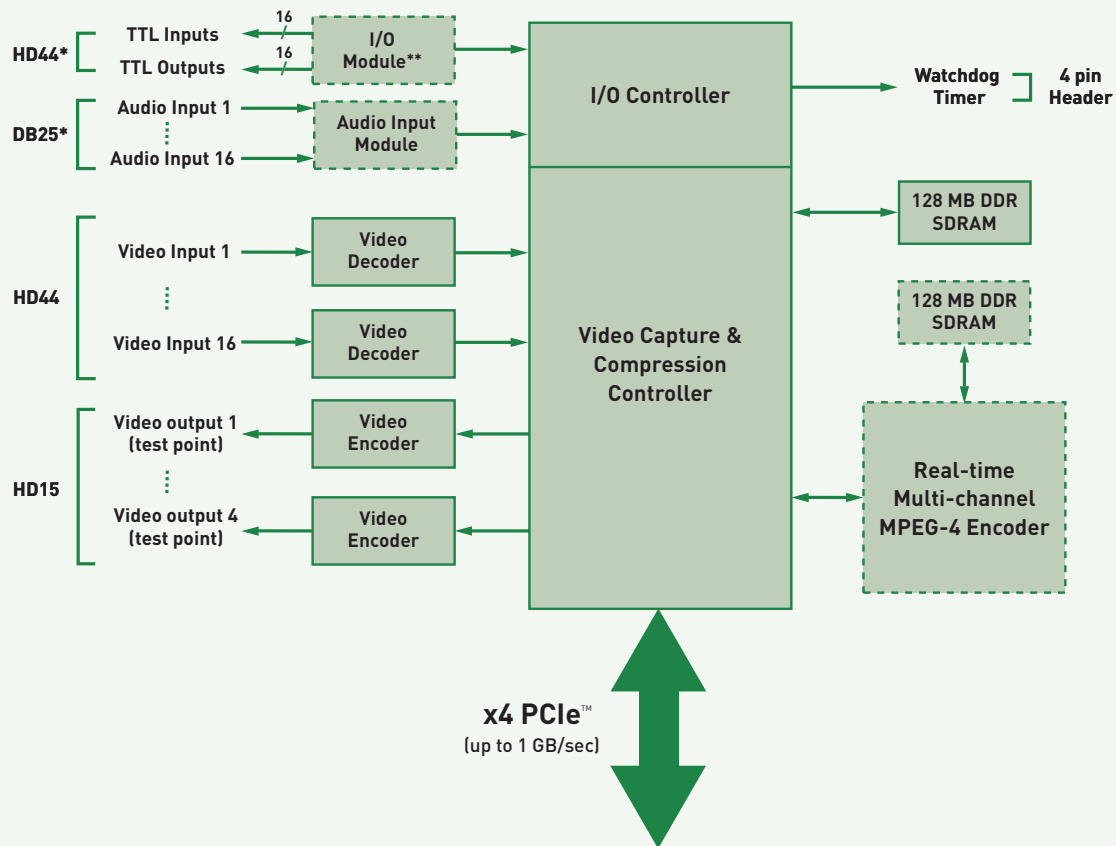 HD44*
TTL Inputs
16
TTL Outputs
16
I/O
Module**
DB25*
Audio Input 1
Audio Input 16
Audio Input
Module
I/O Controller
Watchdog
Timer
4 pin
Header
HD44
Video Input 1
Video
Decoder
Video Input 16
Video
Decoder
Video Capture &
Compression
Controller
128 MB DDR
SDRAM
128 MB DDR
SDRAM
HD15
Video output 1
(test point)
Video
Encoder
Video output 4
(test point)
Video
Encoder
Real-time
Multi-channel
MPEG-4 Encoder
x4 PCIe™
(up to 1 GB/sec)